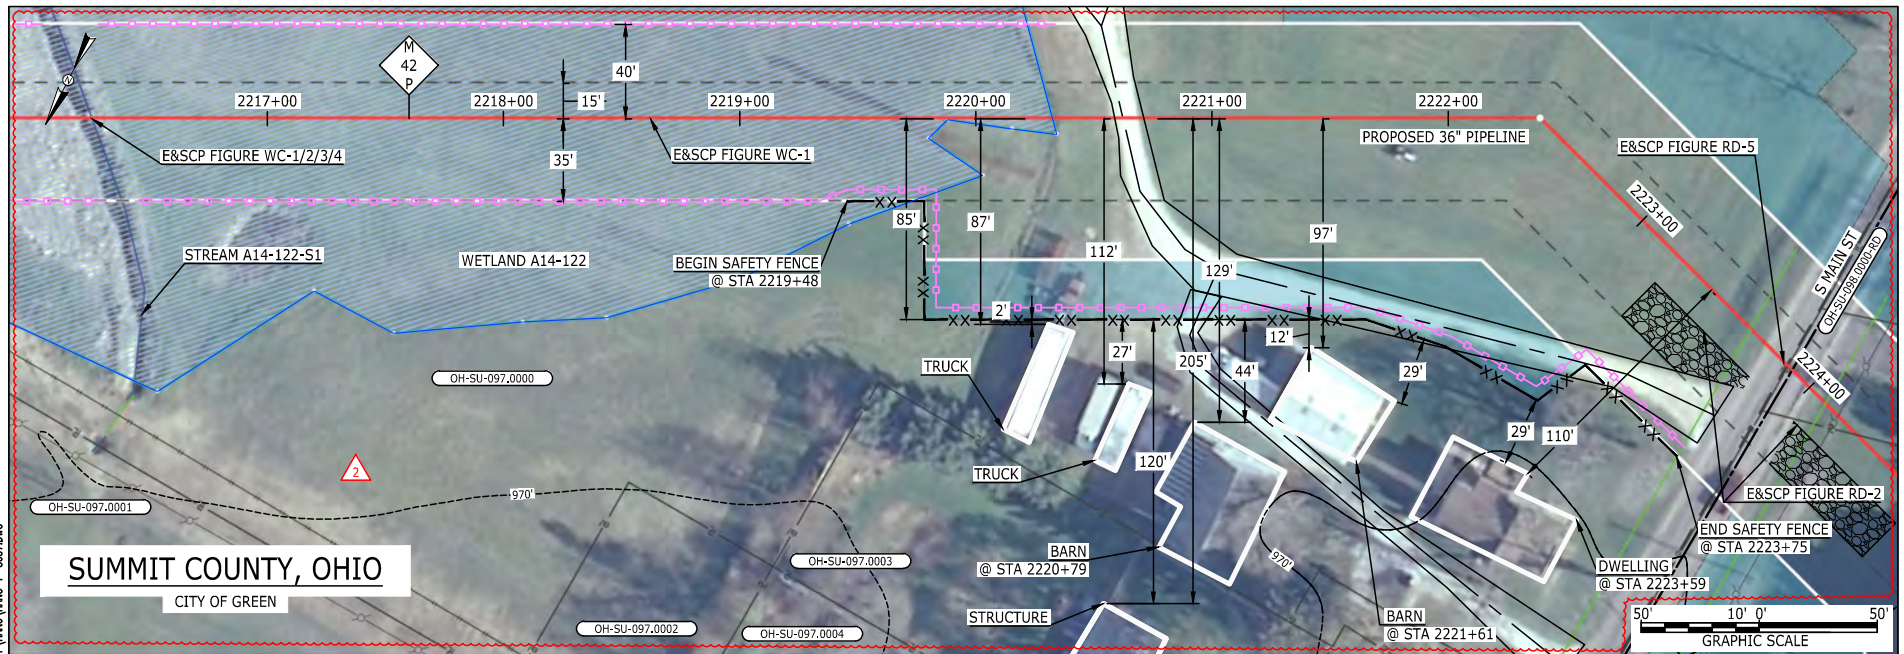 M
42
P
40'
2217+00
2218+00
15'
2219+00
2220+00
2221+00
2222+00
PROPOSED 36" PIPELINE
E&SCP FIGURE WC-1/2/3/4
35'
E&SCP FIGURE WC-1
E&SCP FIGURE RD-5
2223+00
N
STREAM A14-122-S1
WETLAND A14-122
BEGIN SAFETY FENCE
@ STA 2219+48
85'
87'
112'
129'
97'
S MAIN ST
OH-SU-098.0000-RD
2'
27'
205'
44'
12'
29'
2224+00
TRUCK
OH-SU-097.0000
29'
110'
2
TRUCK
120'
970'
OH-SU-097.0001
E&SCP FIGURE RD-2
END SAFETY FENCE
@ STA 2223+75
SUMMIT COUNTY, OHIO
CITY OF GREEN
OH-SU-097.0003
BARN
@ STA 2220+79
970'
DWELLING
@ STA 2223+59
STRUCTURE
OH-SU-097.0002
OH-SU-097.0004
BARN
@ STA 2221+61
50' 10' 0' 50'
GRAPHIC SCALE